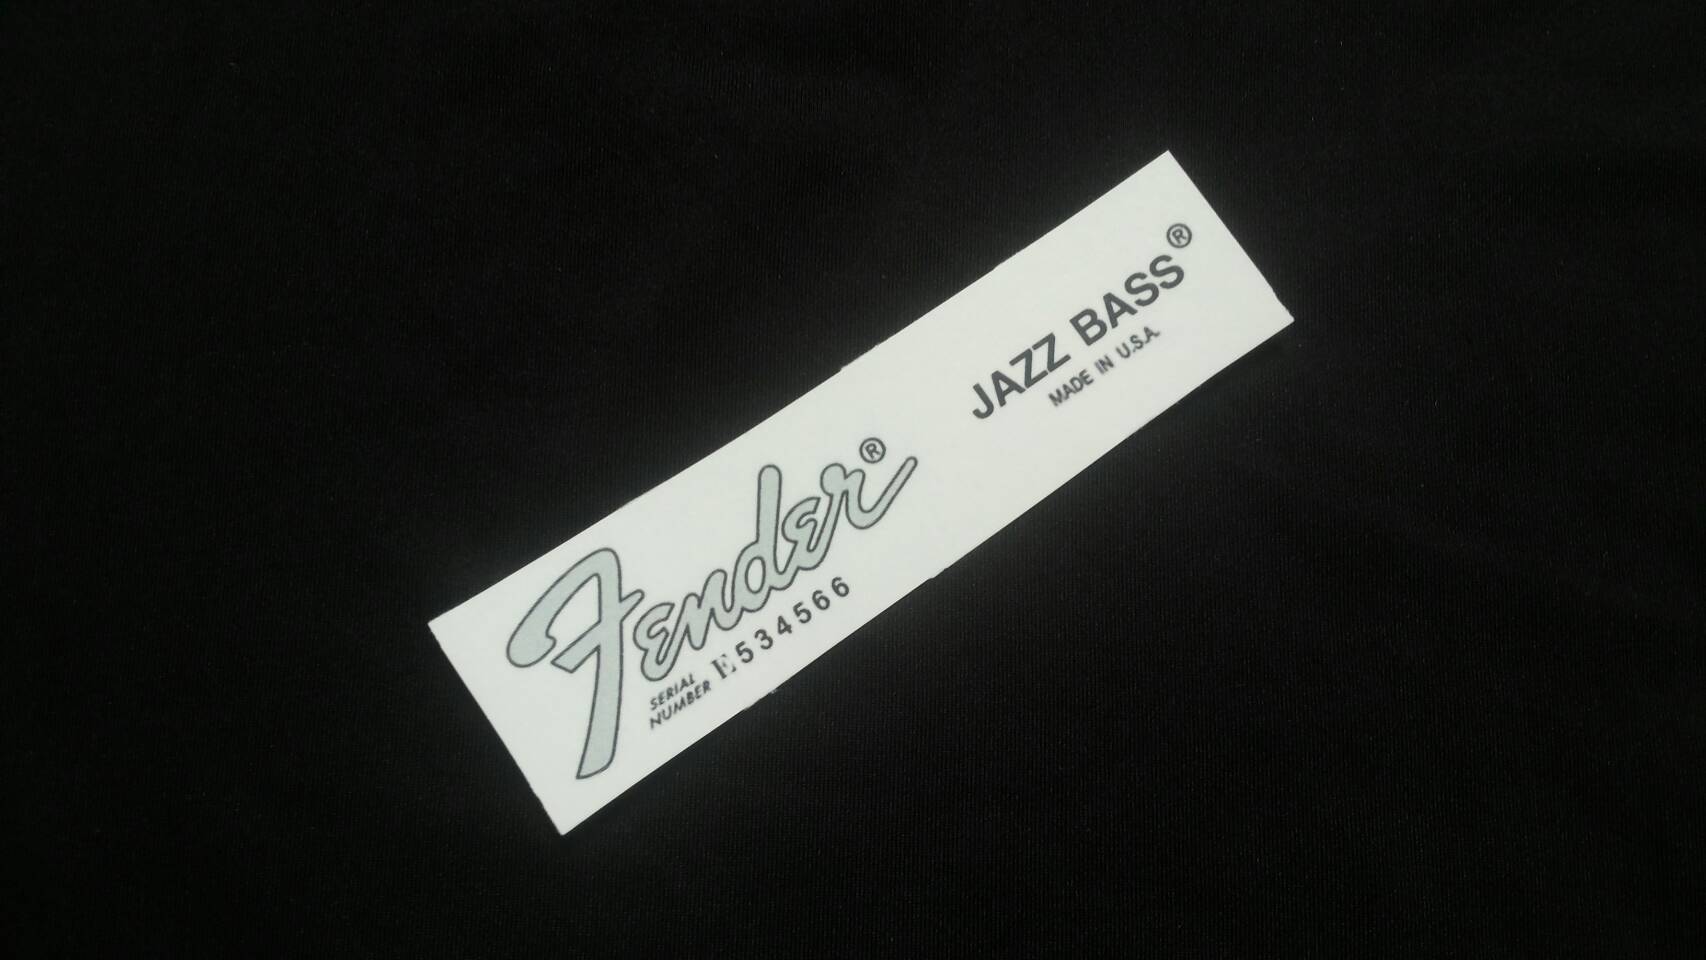 Fender®
SERIAL
NUMBER E534566
JAZZ BASS®
MADE IN U.S.A.